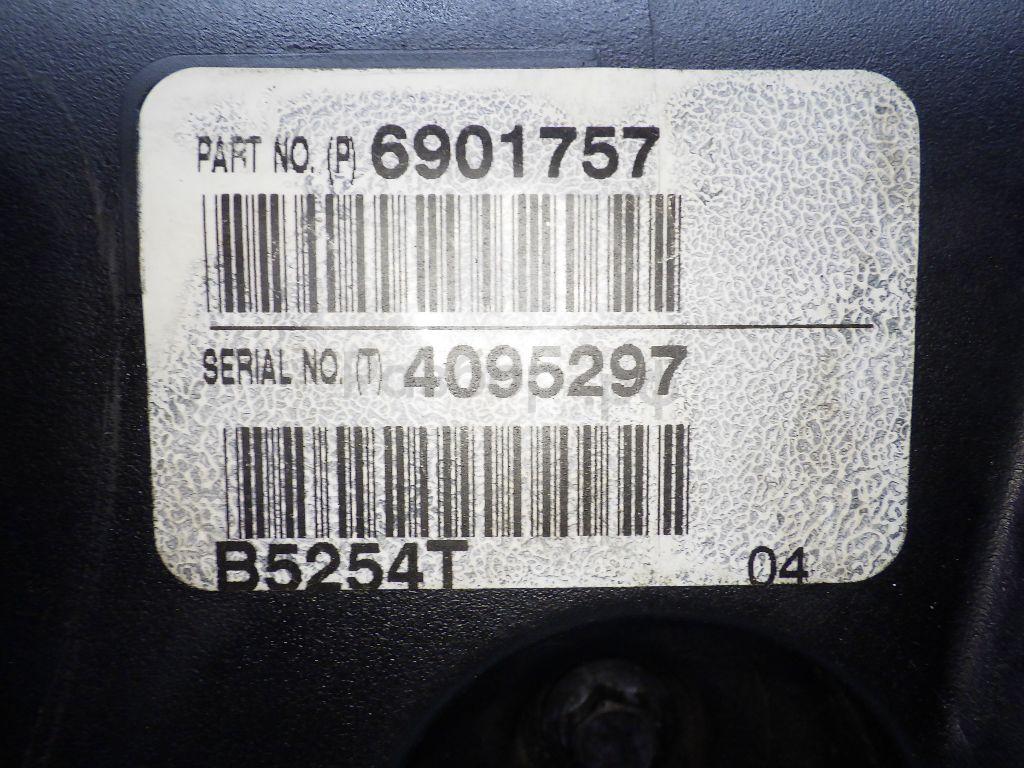 PART NO. (P) 6901757
SERIAL NO. (T) 4095297
B5254T 04